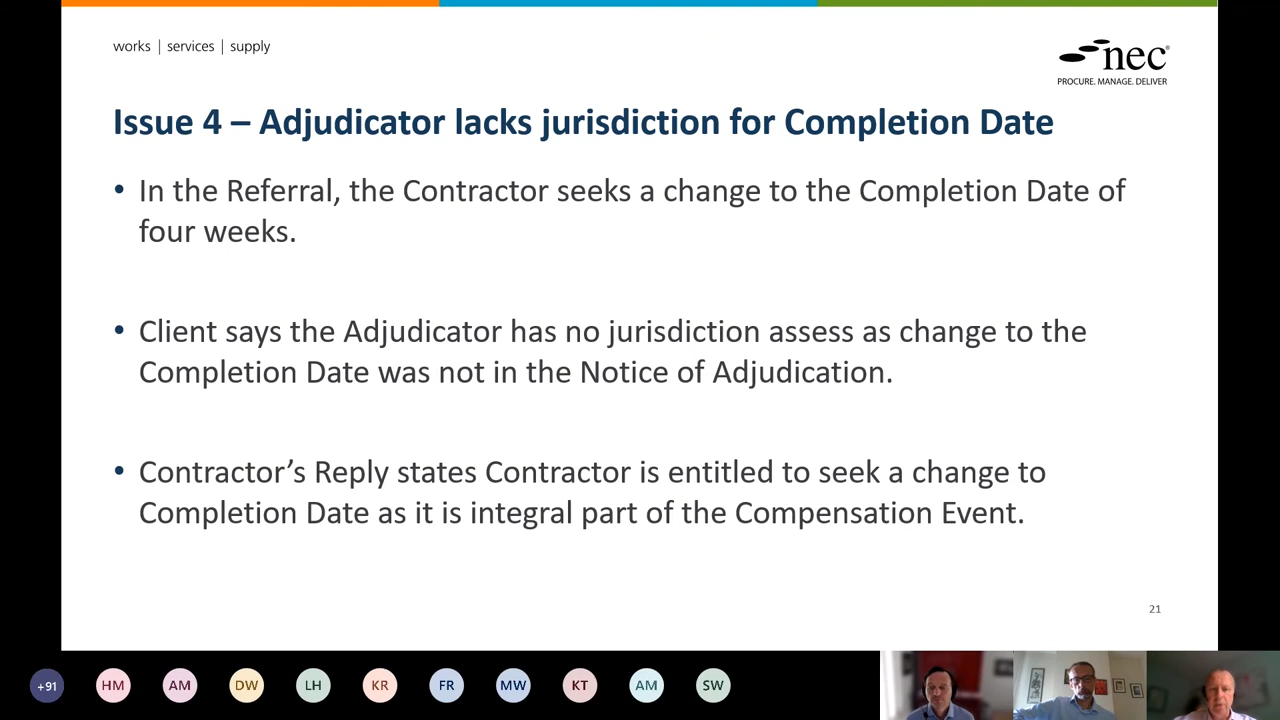 works | services | supply
nec®
PROCURE. MANAGE. DELIVER
Issue 4 – Adjudicator lacks jurisdiction for Completion Date
• In the Referral, the Contractor seeks a change to the Completion Date of
four weeks.
• Client says the Adjudicator has no jurisdiction assess as change to the
Completion Date was not in the Notice of Adjudication.
• Contractor’s Reply states Contractor is entitled to seek a change to
Completion Date as it is integral part of the Compensation Event.
21
+91 HM AM DW LH KR FR MW KT AM SW